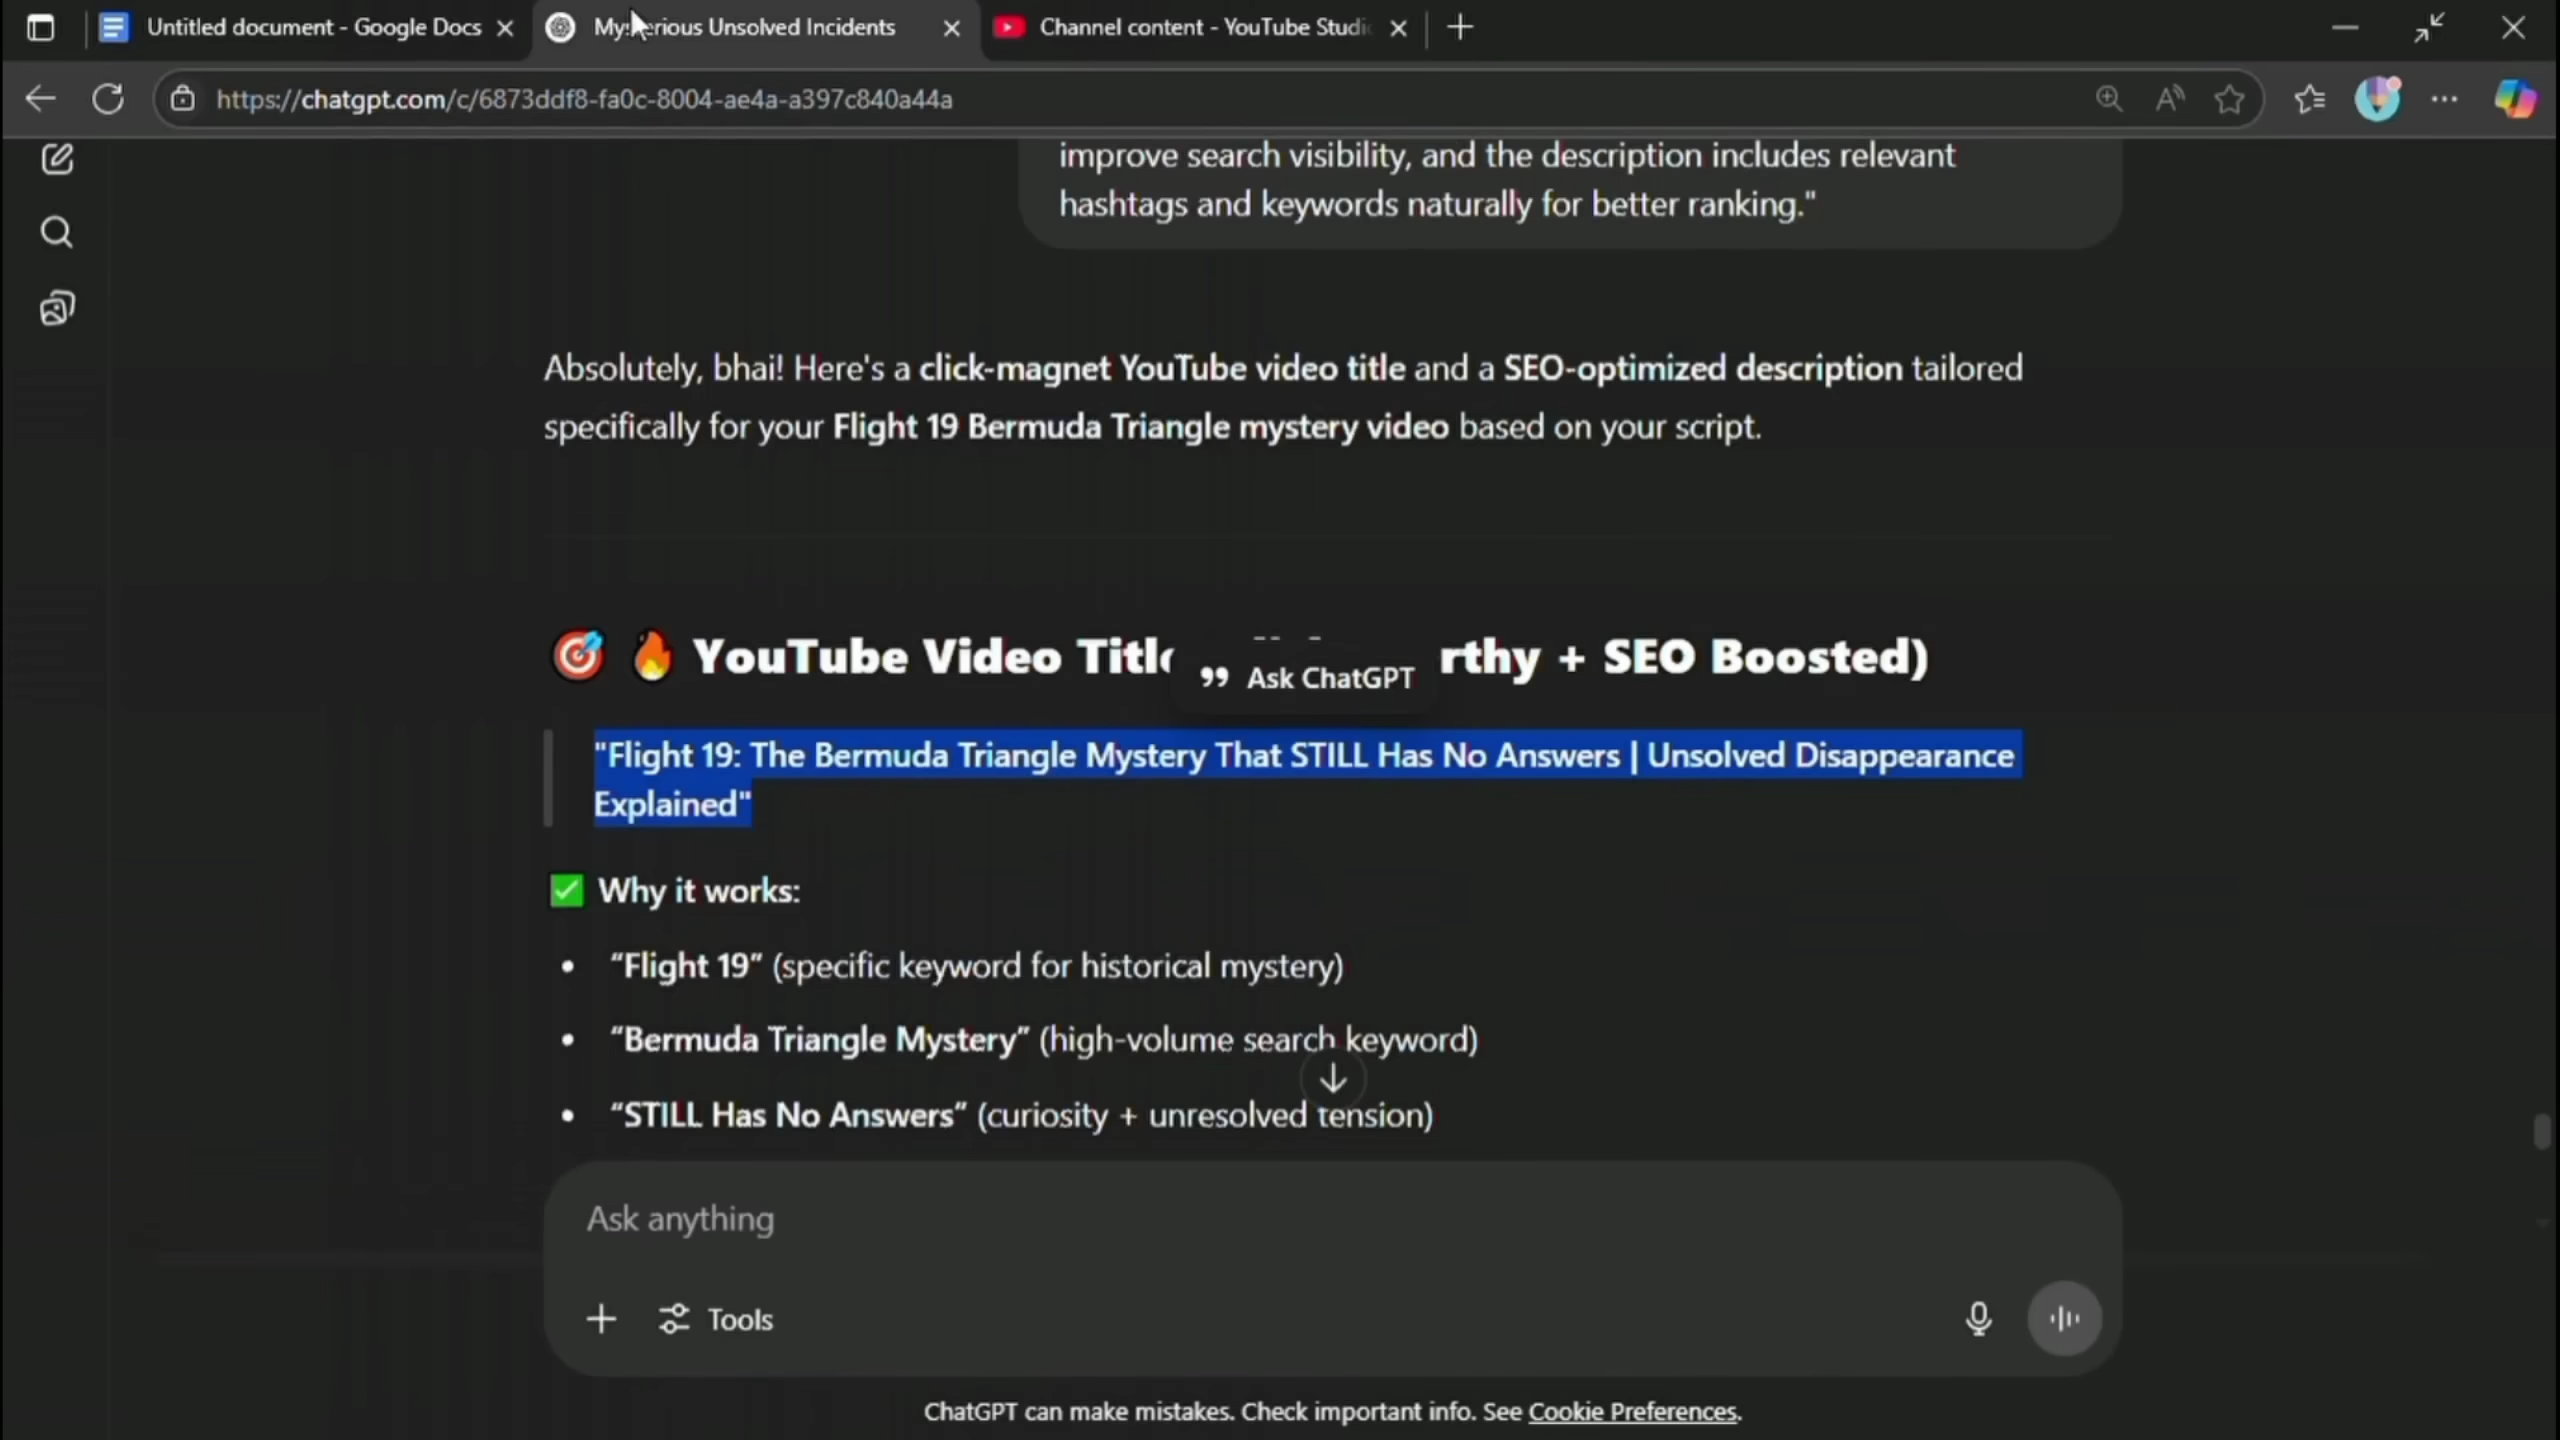 Untitled document - Google Docs
Mysterious Unsolved Incidents
Channel content - YouTube Studi
https://chatgpt.com/c/6873ddf8-fa0c-8004-ae4a-a397c840a44a
improve search visibility, and the description includes relevant
hashtags and keywords naturally for better ranking."
Absolutely, bhai! Here's a click-magnet YouTube video title and a SEO-optimized description tailored
specifically for your Flight 19 Bermuda Triangle mystery video based on your script.
🎯 🔥 YouTube Video Title rthy + SEO Boosted)
Ask ChatGPT
"Flight 19: The Bermuda Triangle Mystery That STILL Has No Answers | Unsolved Disappearance
Explained"
✅ Why it works:
• “Flight 19” (specific keyword for historical mystery)
• “Bermuda Triangle Mystery” (high-volume search keyword)
• “STILL Has No Answers” (curiosity + unresolved tension)
Ask anything
Tools
ChatGPT can make mistakes. Check important info. See Cookie Preferences.